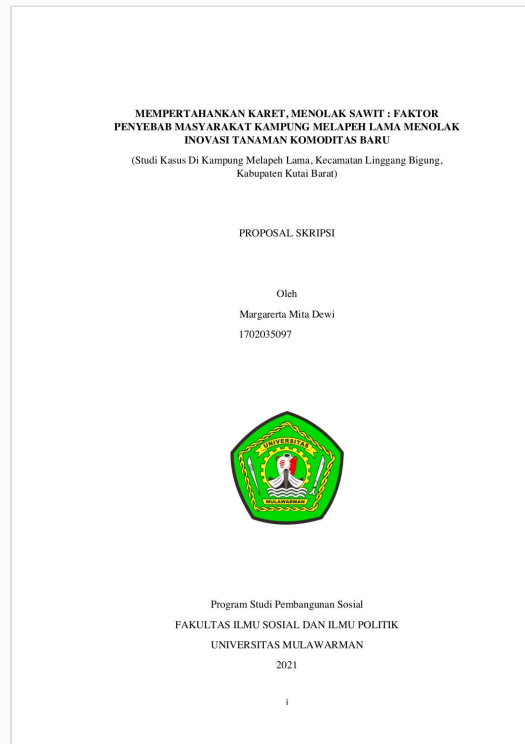 MEMPERTAHANKAN KARET, MENOLAK SAWIT : FAKTOR
PENYEBAB MASYARAKAT KAMPUNG MELAPEH LAMA MENOLAK
INOVASI TANAMAN KOMODITAS BARU
(Studi Kasus Di Kampung Melapeh Lama, Kecamatan Linggang Bigung,
Kabupaten Kutai Barat)
PROPOSAL SKRIPSI
Oleh
Margarerta Mita Dewi
1702035097
UNIVERSITAS
MULAWARMAN
Program Studi Pembangunan Sosial
FAKULTAS ILMU SOSIAL DAN ILMU POLITIK
UNIVERSITAS MULAWARMAN
2021
i